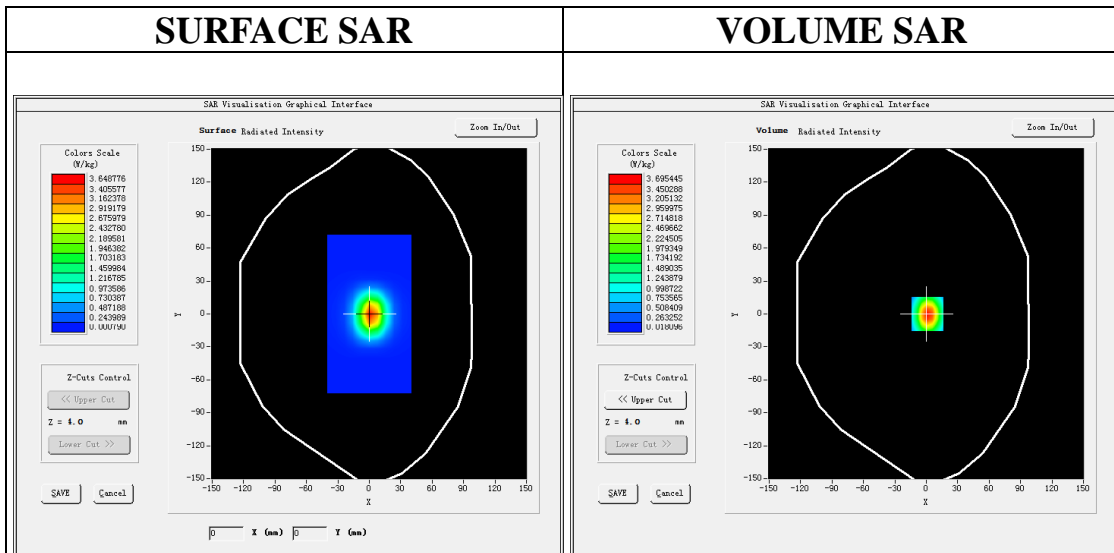 SURFACE SAR
SAR Visualisation Graphical Interface
Surface Radiated Intensity
Zoom In/Out
Colors Scale
(W/kg)
3.648776
3.405577
3.162378
2.919179
2.675979
2.432780
2.189581
1.946382
1.703183
1.459984
1.216785
0.973586
0.730387
0.487188
0.243989
0.000790
150
120
90
60
30
0
-30
-60
-90
-120
-150
Y
-150 -120 -90 -60 -30 0 30 60 90 120 150
X
Z-Cuts Control
<< Upper Cut
Z = 4.0 mm
Lower Cut >>
SAVE Cancel
0 X (mm) 0 Y (mm)
VOLUME SAR
SAR Visualisation Graphical Interface
Volume Radiated Intensity
Zoom In/Out
Colors Scale
(W/kg)
3.695445
3.450288
3.205132
2.959975
2.714818
2.469662
2.224505
1.979349
1.734192
1.489035
1.243879
0.998722
0.753565
0.508409
0.263252
0.018096
150
120
90
60
30
0
-30
-60
-90
-120
-150
Y
-150 -120 -90 -60 -30 0 30 60 90 120 150
X
Z-Cuts Control
<< Upper Cut
Z = 4.0 mm
Lower Cut >>
SAVE Cancel